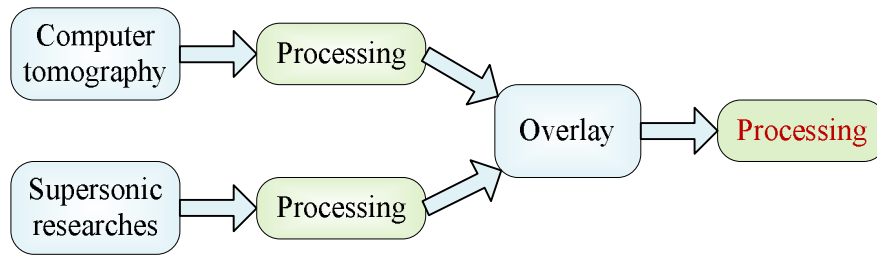 Computer
tomography
Processing
Overlay
Processing
Supersonic
researches
Processing